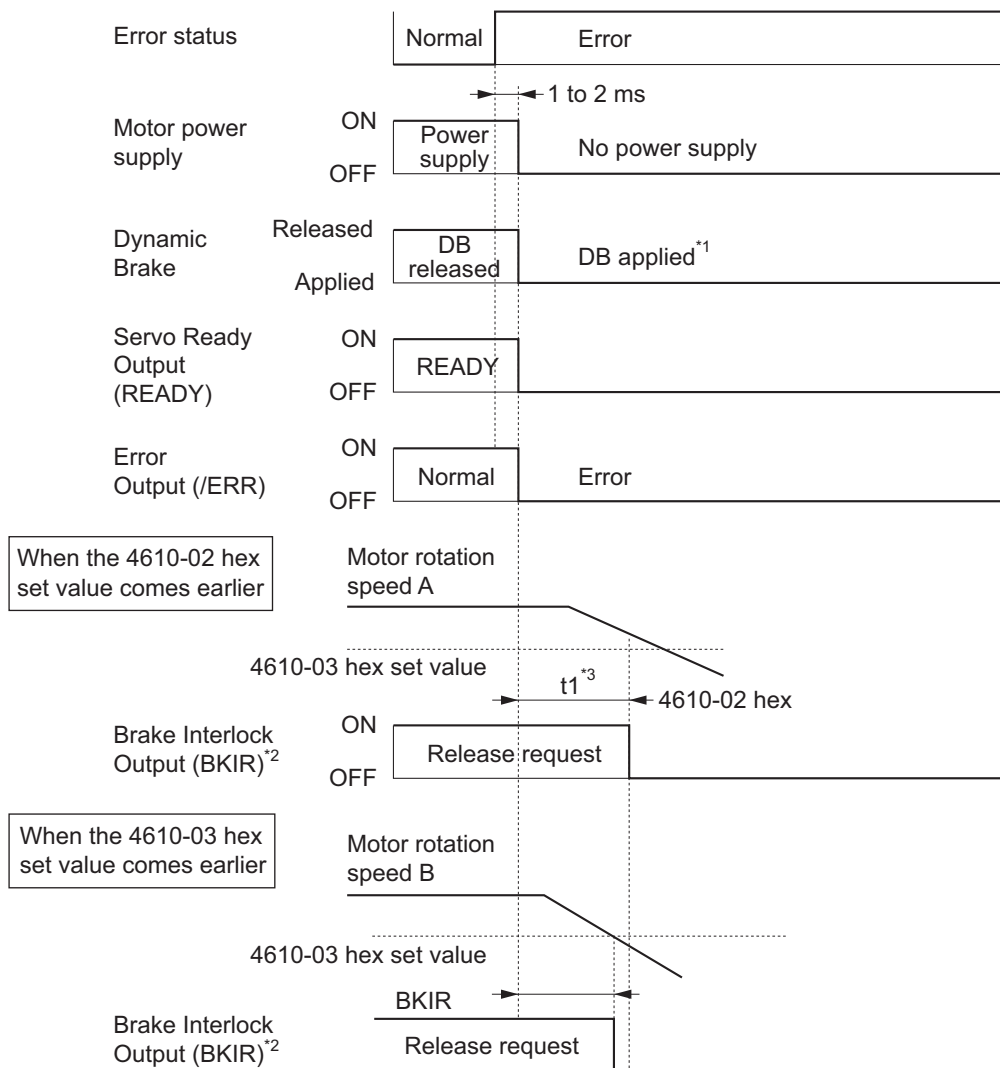 Error status
Normal
Error
1 to 2 ms
Motor power
supply
ON
OFF
Power
supply
No power supply
Dynamic
Brake
Released
Applied
DB
released
DB applied*1
Servo Ready
Output
(READY)
ON
OFF
READY
Error
Output (/ERR)
ON
OFF
Normal
Error
When the 4610-02 hex
set value comes earlier
Motor rotation
speed A
4610-03 hex set value
t1*3
4610-02 hex
Brake Interlock
Output (BKIR)*2
ON
OFF
Release request
When the 4610-03 hex
set value comes earlier
Motor rotation
speed B
4610-03 hex set value
BKIR
Brake Interlock
Output (BKIR)*2
Release request